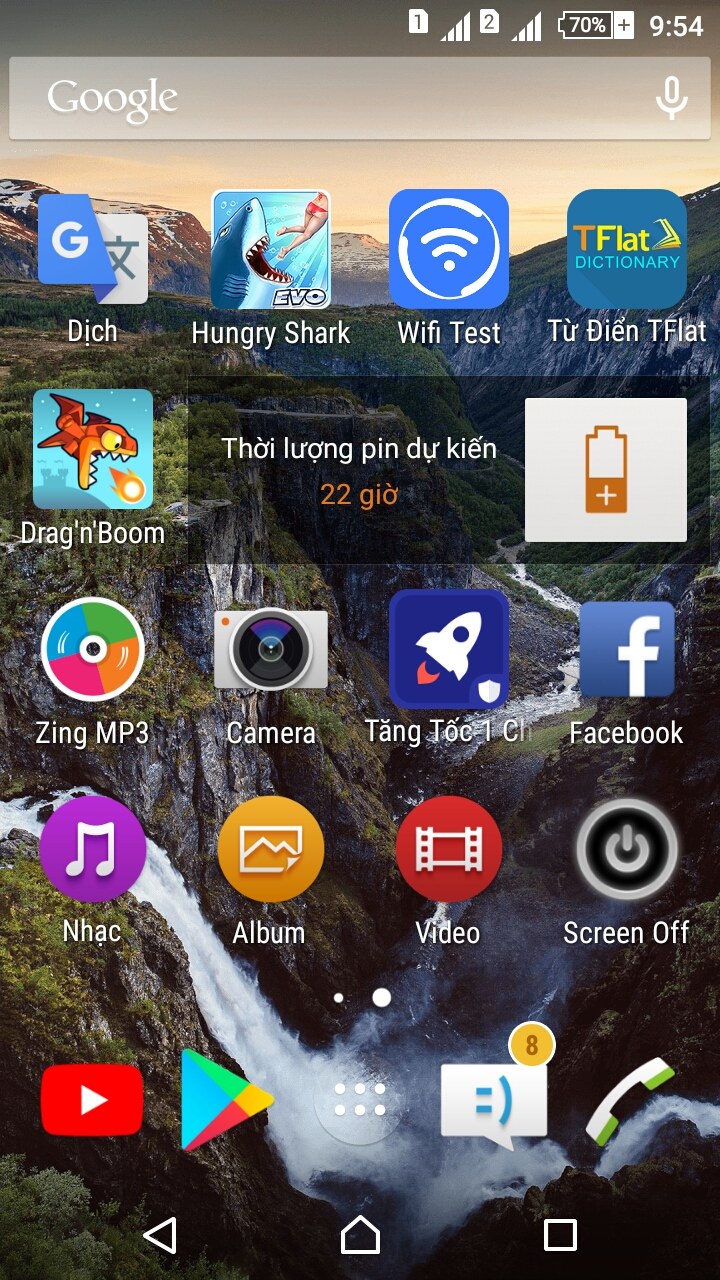 1 2 70% 9:54
Google
G 文
EVO
TFlat
DICTIONARY
Dịch Hungry Shark Wifi Test Từ Điển TFlat
Thời lượng pin dự kiến
22 giờ
Drag'n'Boom
Zing MP3 Camera Tăng Tốc 1 Ch Facebook
Nhạc Album Video Screen Off
8